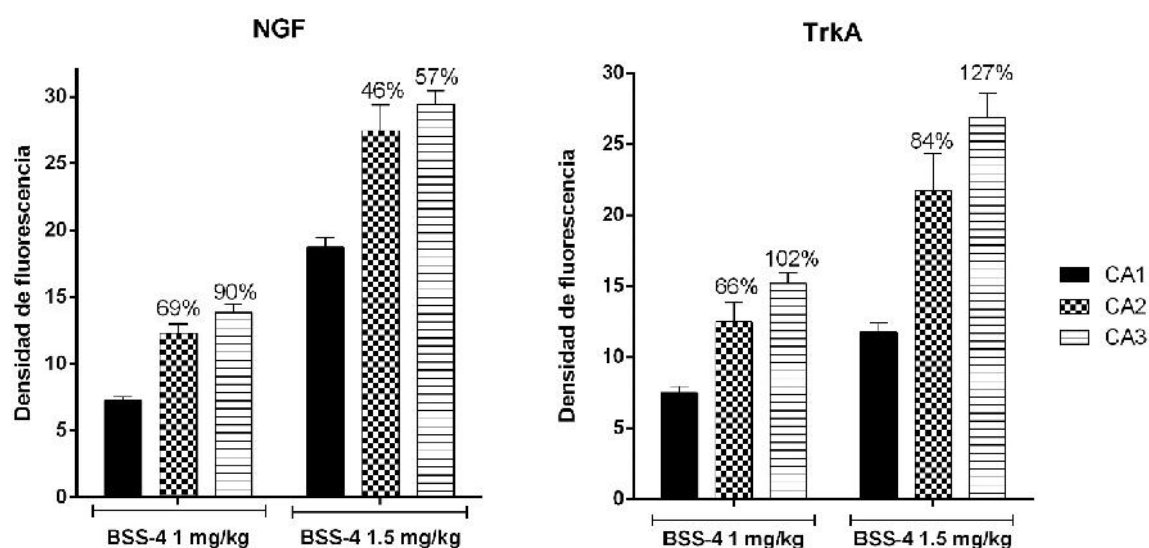 NGF
Densidad de fluorescencia
30
25
20
15
10
5
0
69%
90%
46%
57%
BSS-4 1 mg/kg
BSS-4 1.5 mg/kg
TrkA
Densidad de fluorescencia
30
25
20
15
10
5
0
66%
102%
84%
127%
BSS-4 1 mg/kg
BSS-4 1.5 mg/kg
CA1
CA2
CA3